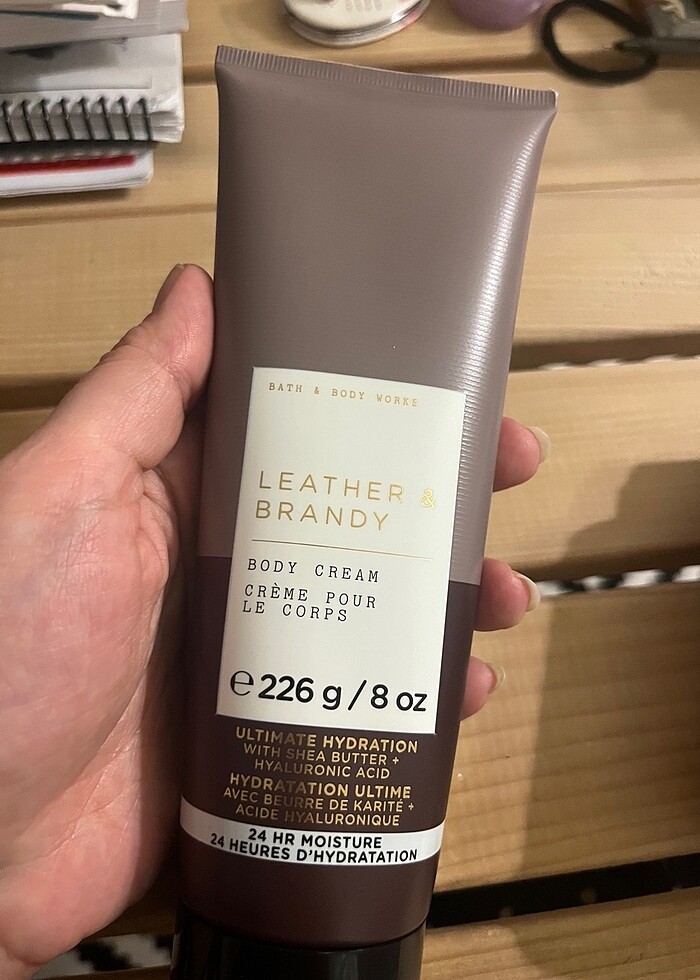 BATH & BODY WORKS
LEATHER &
BRANDY
BODY CREAM
CRÈME POUR
LE CORPS
℮ 226 g / 8 oz
ULTIMATE HYDRATION
WITH SHEA BUTTER +
HYALURONIC ACID
HYDRATATION ULTIME
AVEC BEURRE DE KARITÉ +
ACIDE HYALURONIQUE
24 HR MOISTURE
24 HEURES D'HYDRATATION